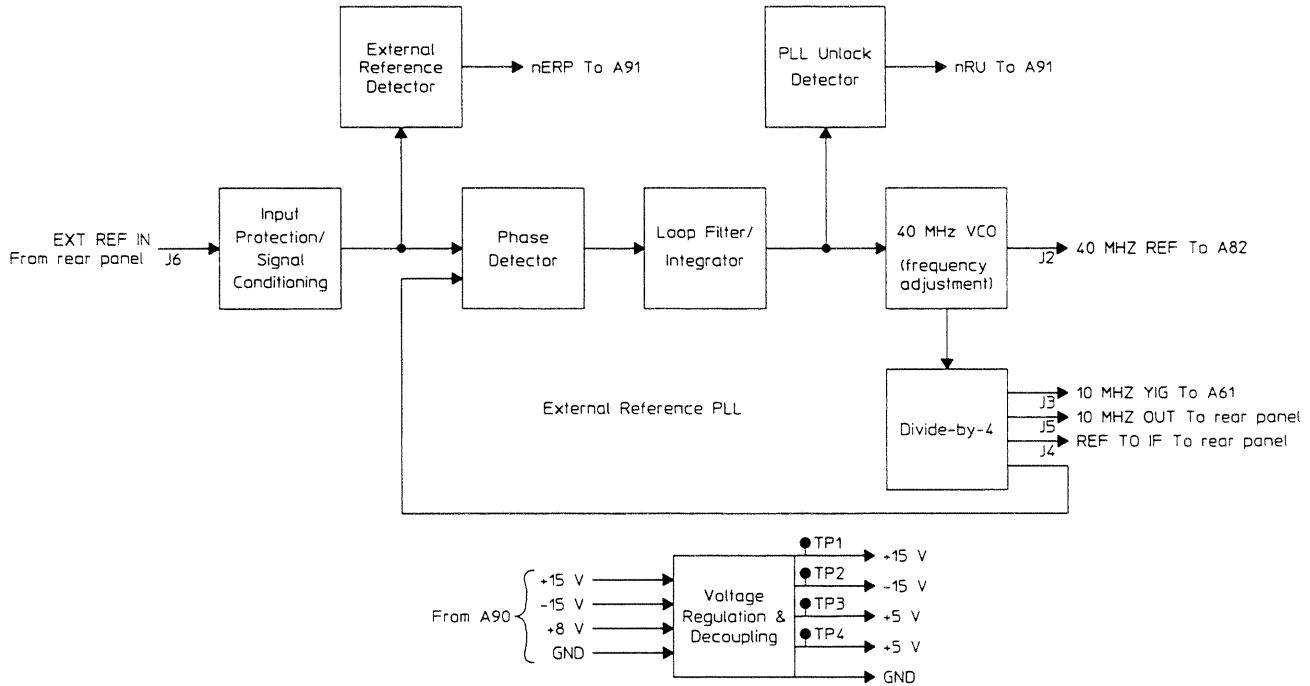 External
Reference
Detector
nERP To A91
PLL Unlock
Detector
nRU To A91
EXT REF IN
From rear panel
J6
Input
Protection/
Signal
Conditioning
Phase
Detector
Loop Filter/
Integrator
40 MHz VCO
(frequency
adjustment)
J2
40 MHZ REF To A82
External Reference PLL
Divide-by-4
10 MHZ YIG To A61
J3
10 MHZ OUT To rear panel
J5
REF TO IF To rear panel
J4
From A90
+15 V
-15 V
+8 V
GND
Voltage
Regulation &
Decoupling
TP1
+15 V
TP2
-15 V
TP3
+5 V
TP4
+5 V
GND